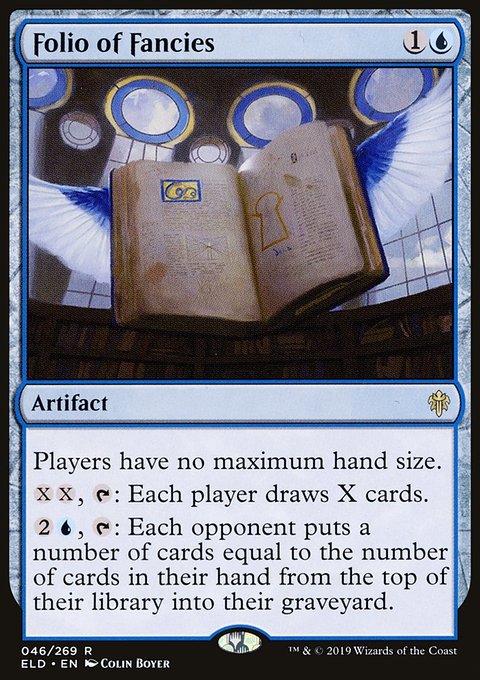 Folio of Fancies 1
Artifact
Players have no maximum hand size.
X X, : Each player draws X cards.
2 , : Each opponent puts a
number of cards equal to the number
of cards in their hand from the top of
their library into their graveyard.
046/269 R
ELD • EN Colin Boyer
™ & © 2019 Wizards of the Coast